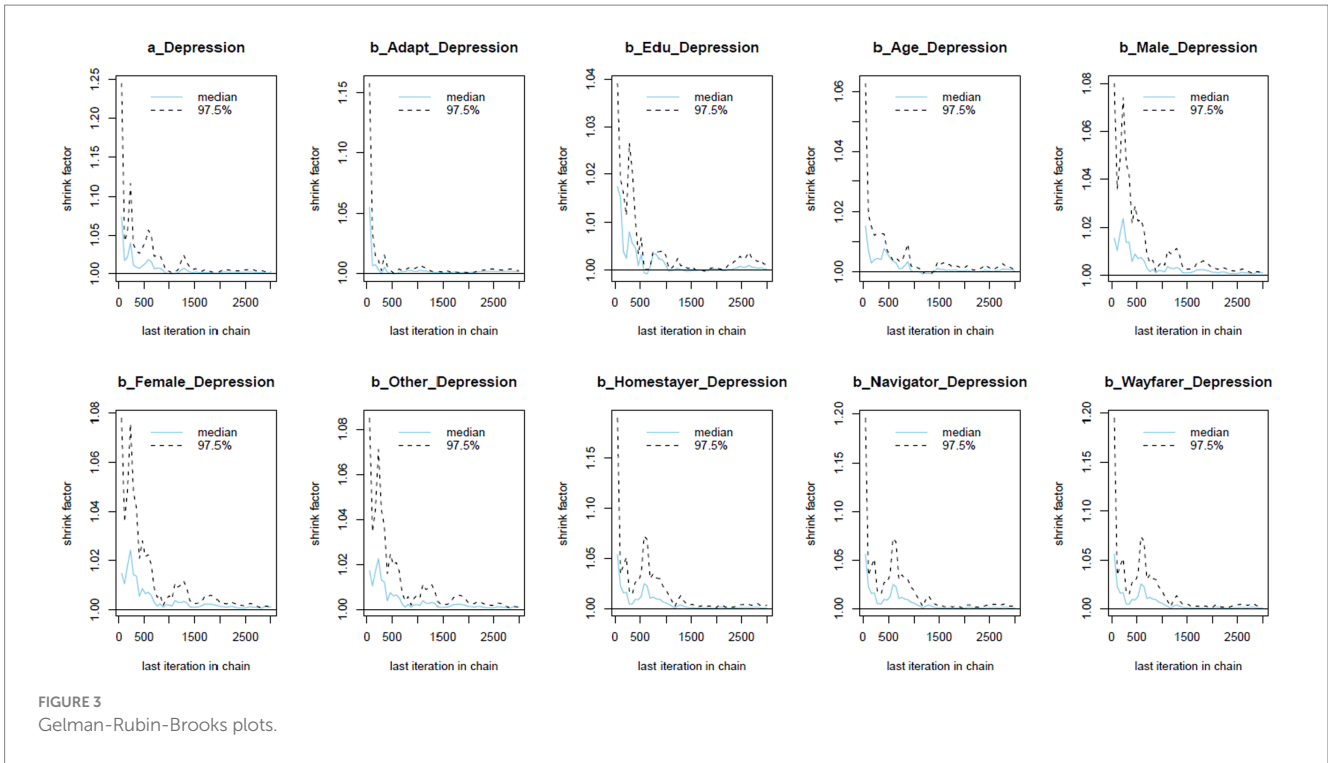 a_Depression
b_Adapt_Depression
b_Edu_Depression
b_Age_Depression
b_Male_Depression
median
97.5%
shrink factor
1.00 1.05 1.10 1.15 1.20 1.25
0 500 1500 2500
last iteration in chain
median
97.5%
shrink factor
1.00 1.05 1.10 1.15
0 500 1500 2500
last iteration in chain
median
97.5%
shrink factor
1.00 1.01 1.02 1.03 1.04
0 500 1500 2500
last iteration in chain
median
97.5%
shrink factor
1.00 1.02 1.04 1.06
0 500 1500 2500
last iteration in chain
median
97.5%
shrink factor
1.00 1.02 1.04 1.06 1.08
0 500 1500 2500
last iteration in chain
b_Female_Depression
b_Other_Depression
b_Homestayer_Depression
b_Navigator_Depression
b_Wayfarer_Depression
median
97.5%
shrink factor
1.00 1.02 1.04 1.06 1.08
0 500 1500 2500
last iteration in chain
median
97.5%
shrink factor
1.00 1.02 1.04 1.06 1.08
0 500 1500 2500
last iteration in chain
median
97.5%
shrink factor
1.00 1.05 1.10 1.15
0 500 1500 2500
last iteration in chain
median
97.5%
shrink factor
1.00 1.05 1.10 1.15 1.20
0 500 1500 2500
last iteration in chain
median
97.5%
shrink factor
1.00 1.05 1.10 1.15 1.20
0 500 1500 2500
last iteration in chain
FIGURE 3
Gelman-Rubin-Brooks plots.